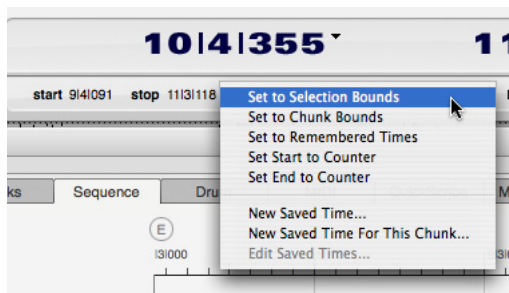 10|4|355 11
start 9|4|091 stop 11|3|118
Set to Selection Bounds
Set to Chunk Bounds
Set to Remembered Times
Set Start to Counter
Set End to Counter
New Saved Time...
New Saved Time For This Chunk...
Edit Saved Times...
ks Sequence Dru M
E
|3|000